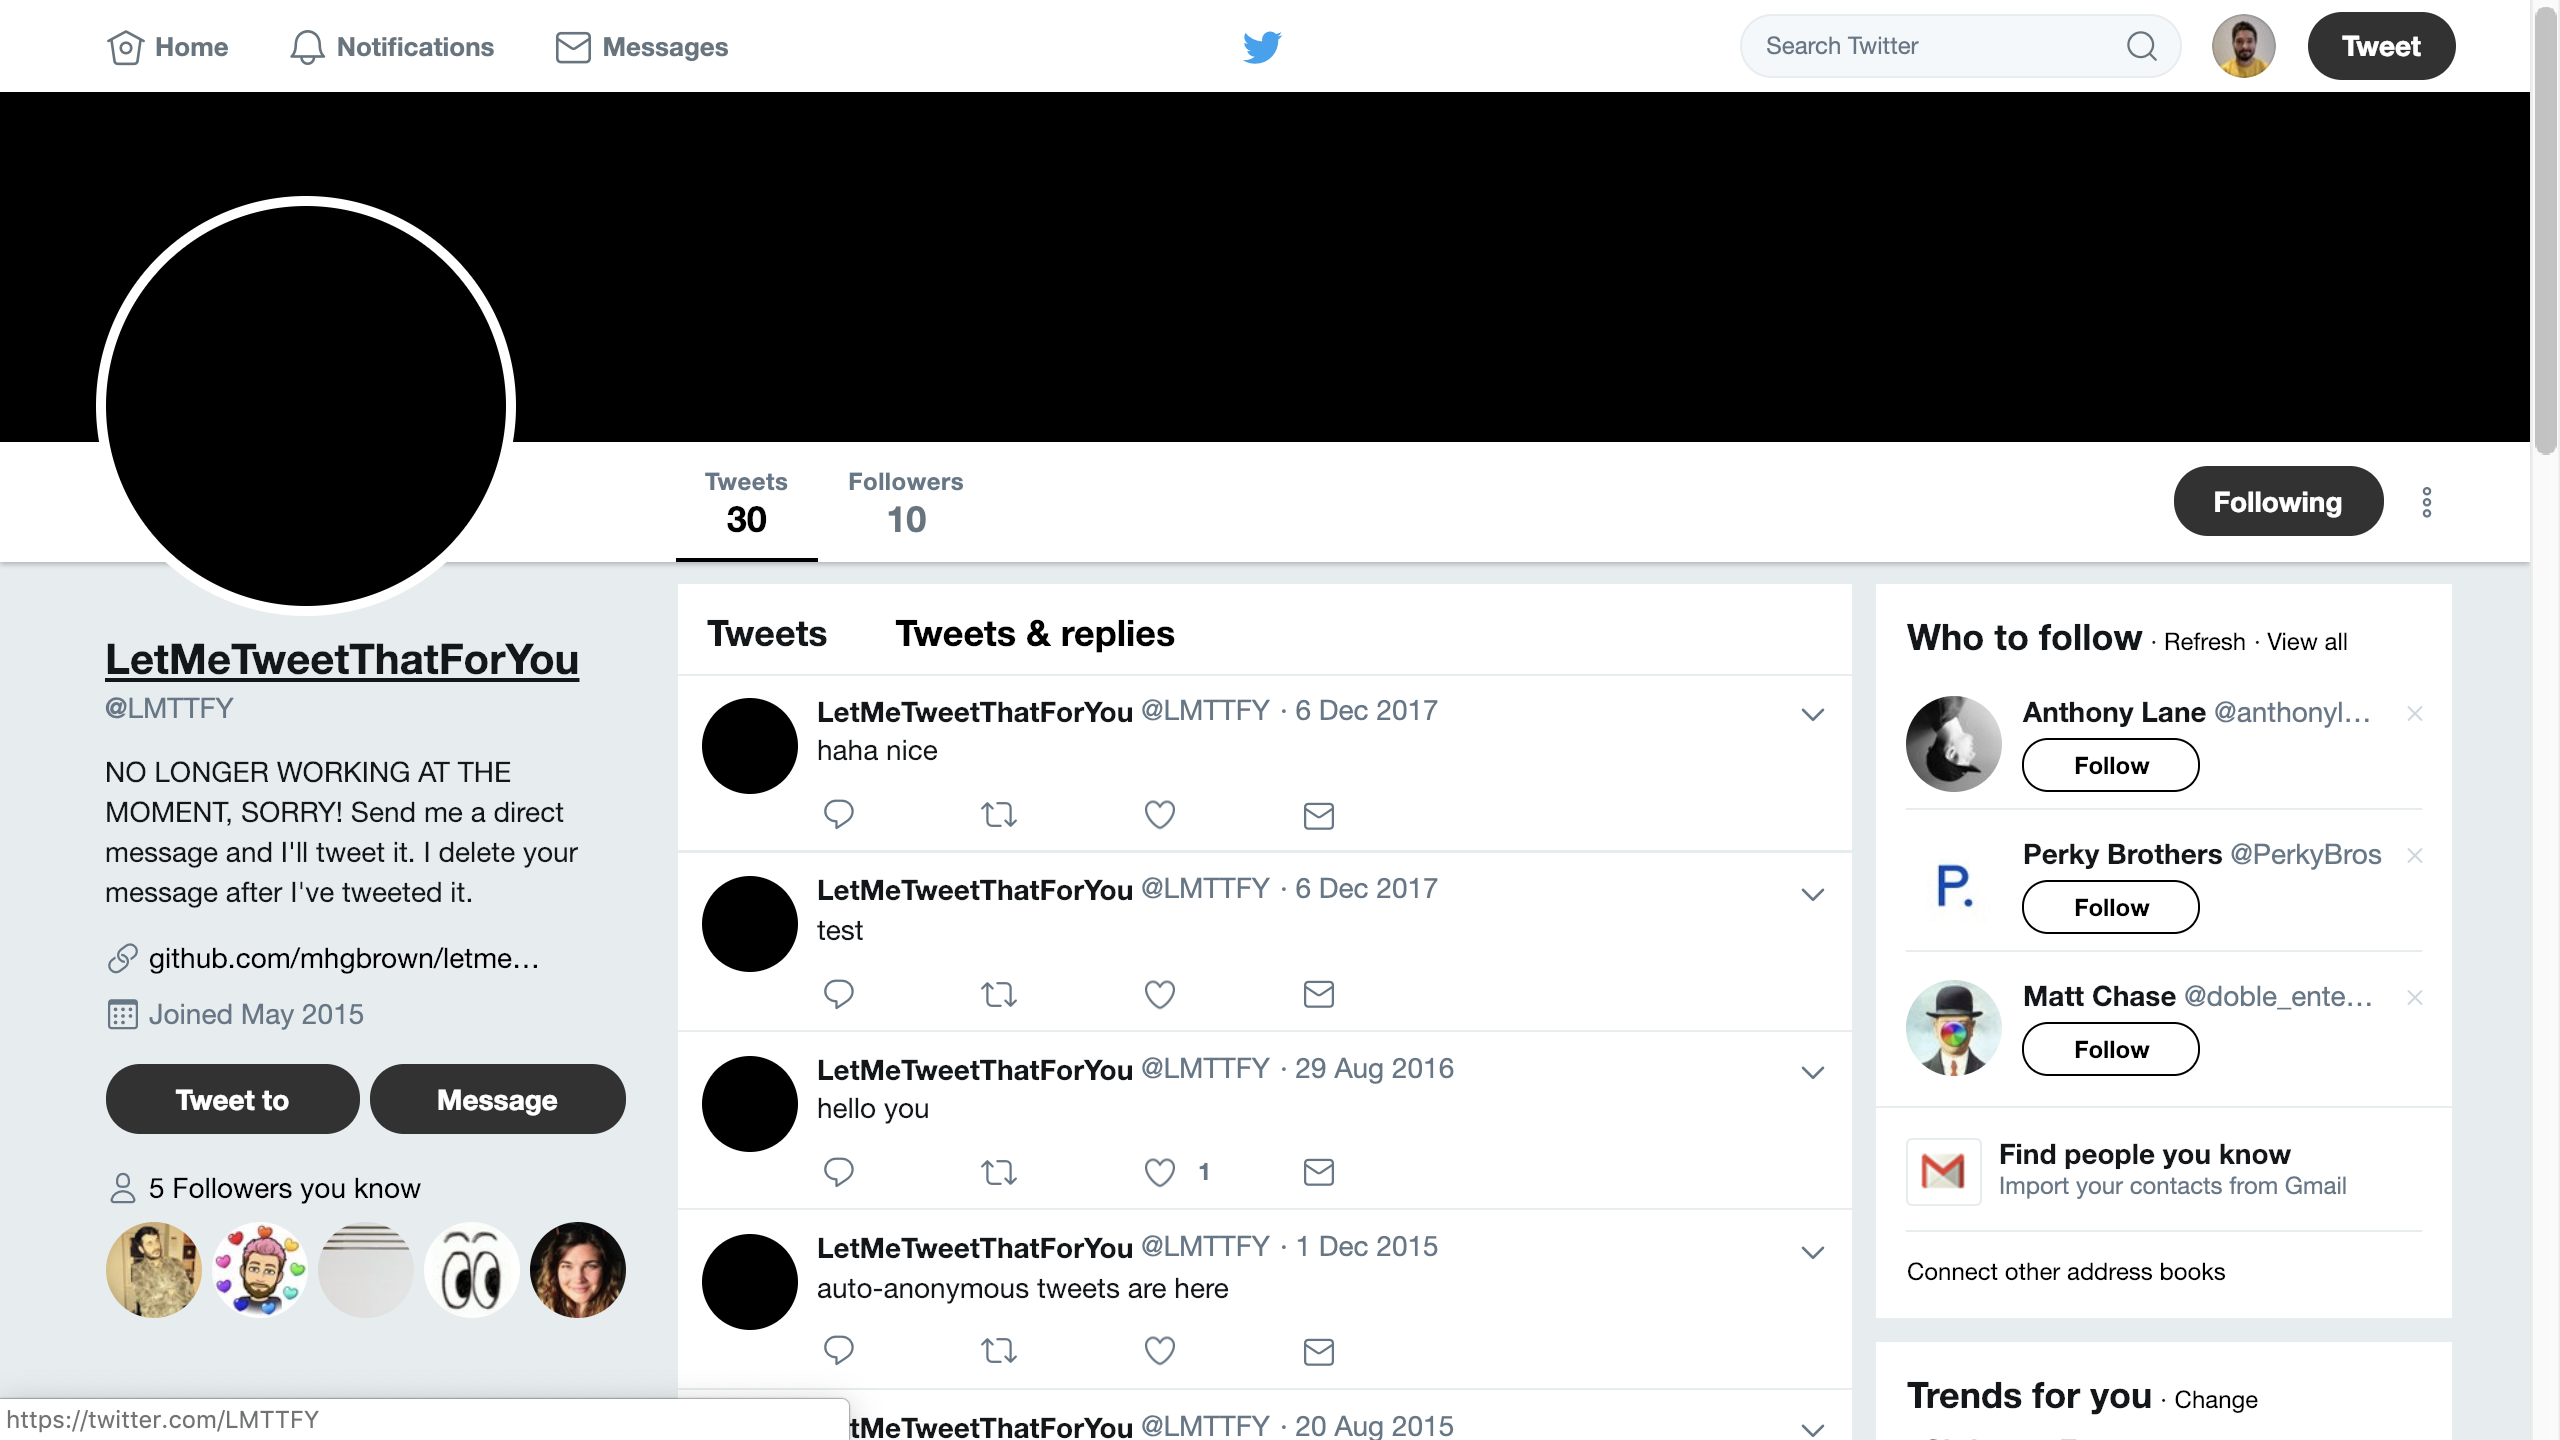 Home
Notifications
Messages
Search Twitter
Tweet
Tweets
30
Followers
10
Following
LetMeTweetThatForYou
@LMTTFY
NO LONGER WORKING AT THE
MOMENT, SORRY! Send me a direct
message and I'll tweet it. I delete your
message after I've tweeted it.
github.com/mhgbrown/letme…
Joined May 2015
Tweet to
Message
5 Followers you know
Tweets
Tweets & replies
LetMeTweetThatForYou @LMTTFY · 6 Dec 2017
haha nice
LetMeTweetThatForYou @LMTTFY · 6 Dec 2017
test
LetMeTweetThatForYou @LMTTFY · 29 Aug 2016
hello you
1
LetMeTweetThatForYou @LMTTFY · 1 Dec 2015
auto-anonymous tweets are here
tMeTweetThatForYou @LMTTFY · 20 Aug 2015
Who to follow · Refresh · View all
Anthony Lane @anthonyl…
Follow
P.
Perky Brothers @PerkyBros
Follow
Matt Chase @doble_ente…
Follow
Find people you know
Import your contacts from Gmail
Connect other address books
Trends for you · Change
https://twitter.com/LMTTFY